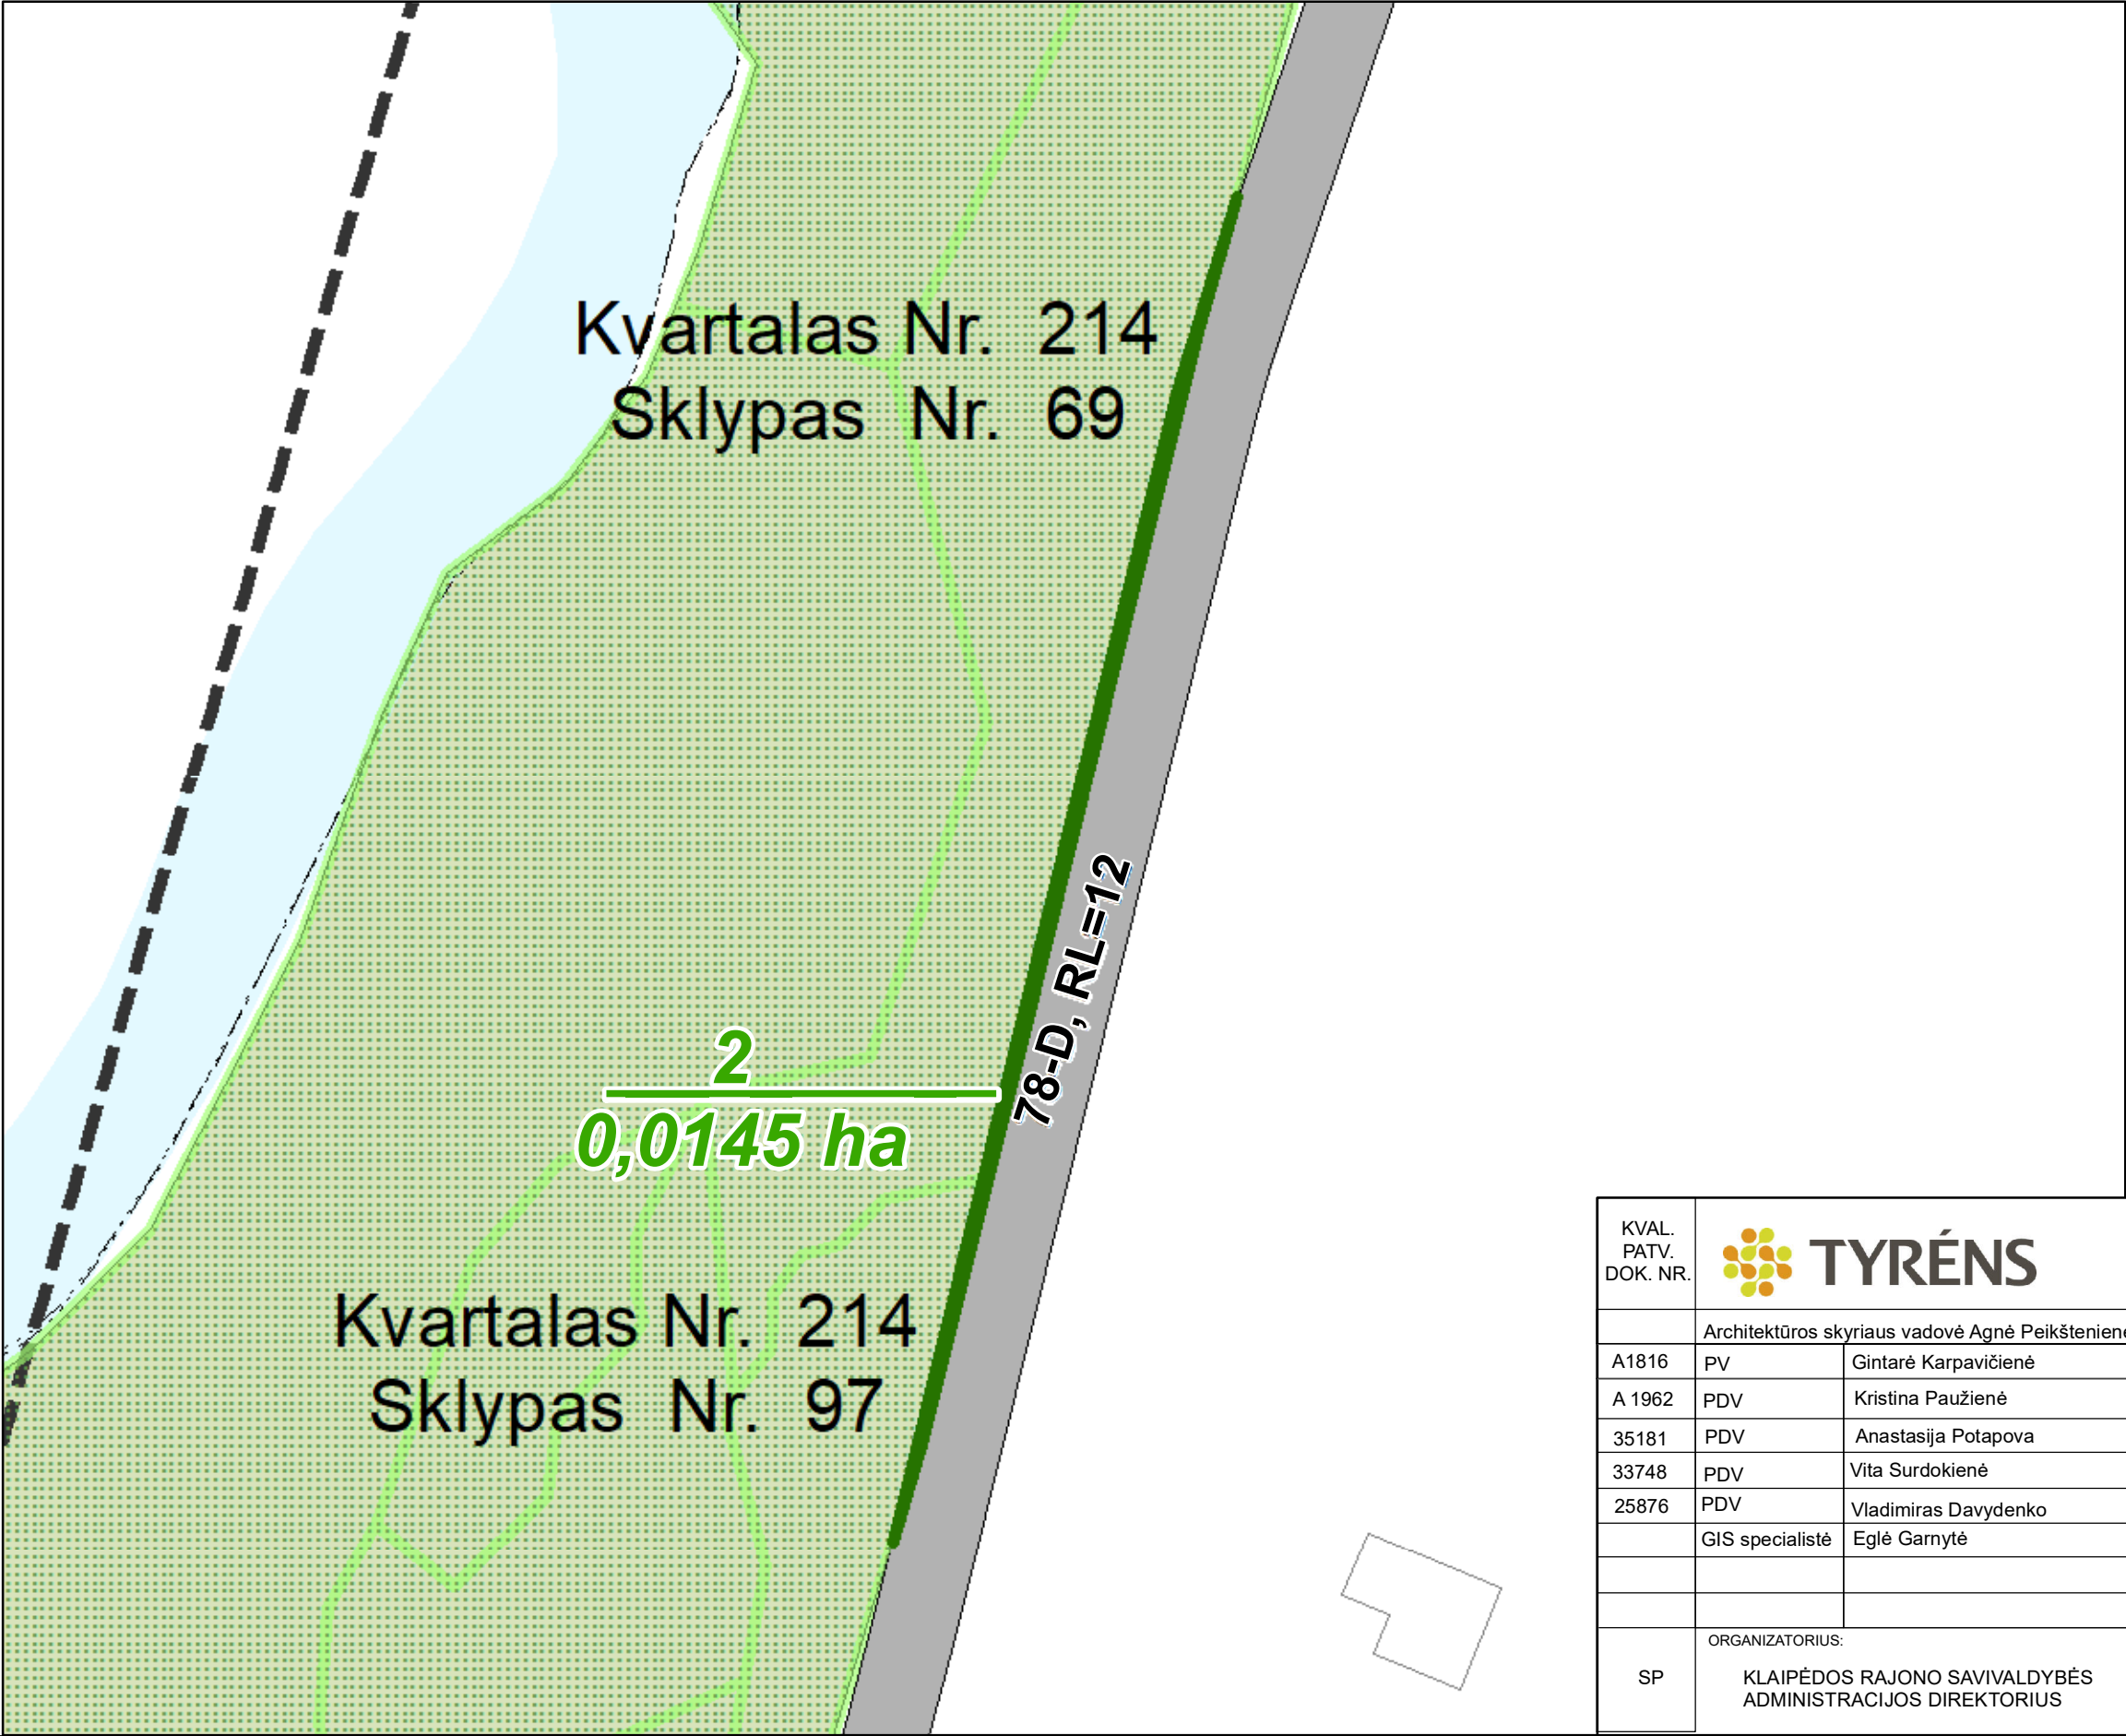 Kvartalas Nr. 214
Sklypas Nr. 69
78-D, RL=12
2
0,0145 ha
Kvartalas Nr. 214
Sklypas Nr. 97
KVAL.
PATV.
DOK. NR.
TYRÉNS
Architektūros skyriaus vadovė Agnė Peikštenienė
A1816 PV Gintarė Karpavičienė
A 1962 PDV Kristina Paužienė
35181 PDV Anastasija Potapova
33748 PDV Vita Surdokienė
25876 PDV Vladimiras Davydenko
GIS specialistė Eglė Garnytė
SP
ORGANIZATORIUS:
KLAIPĖDOS RAJONO SAVIVALDYBĖS
ADMINISTRACIJOS DIREKTORIUS